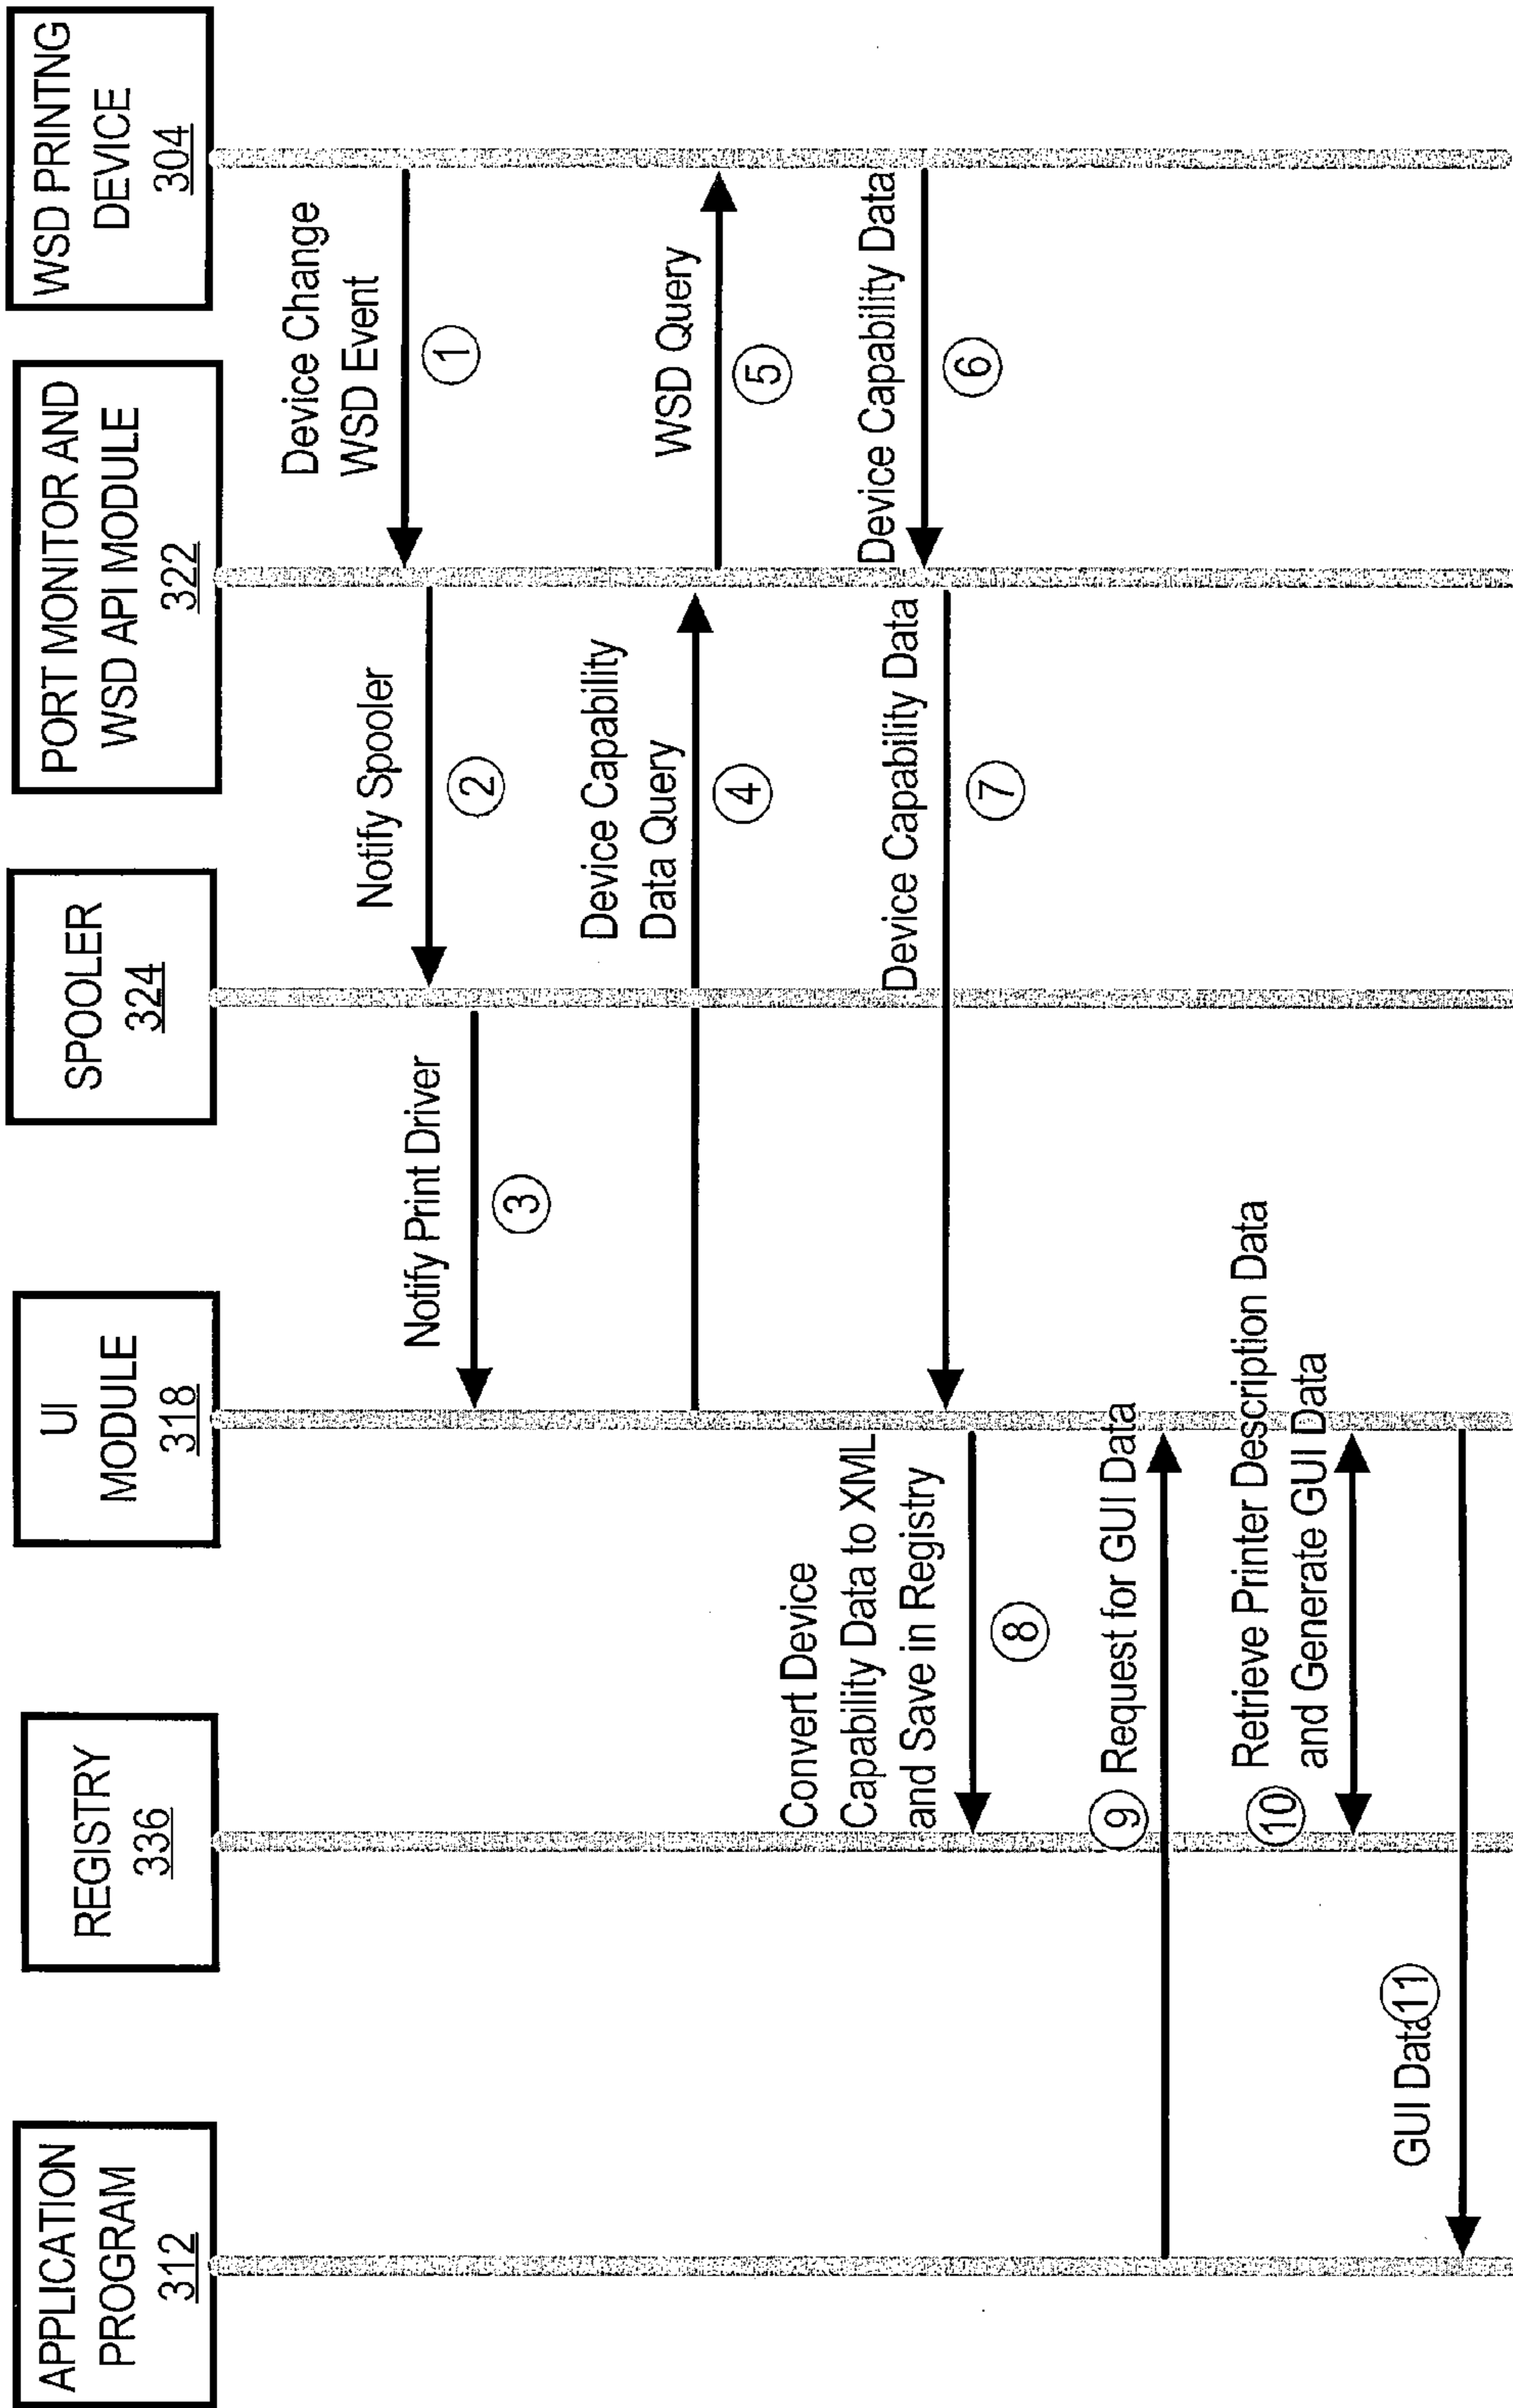 APPLICATION
PROGRAM
312
REGISTRY
336
UI
MODULE
318
SPOOLER
324
PORT MONITOR AND
WSD API MODULE
322
WSD PRINTNG
DEVICE
304
Device Change
WSD Event
1
Notify Spooler
2
Notify Print Driver
3
Device Capability
Data Query
4
WSD Query
5
Device Capability Data
6
Device Capability Data
7
Convert Device
Capability Data to XML
and Save in Registry
8
9 Request for GUI Data
10 Retrieve Printer Description Data
and Generate GUI Data
GUI Data 11